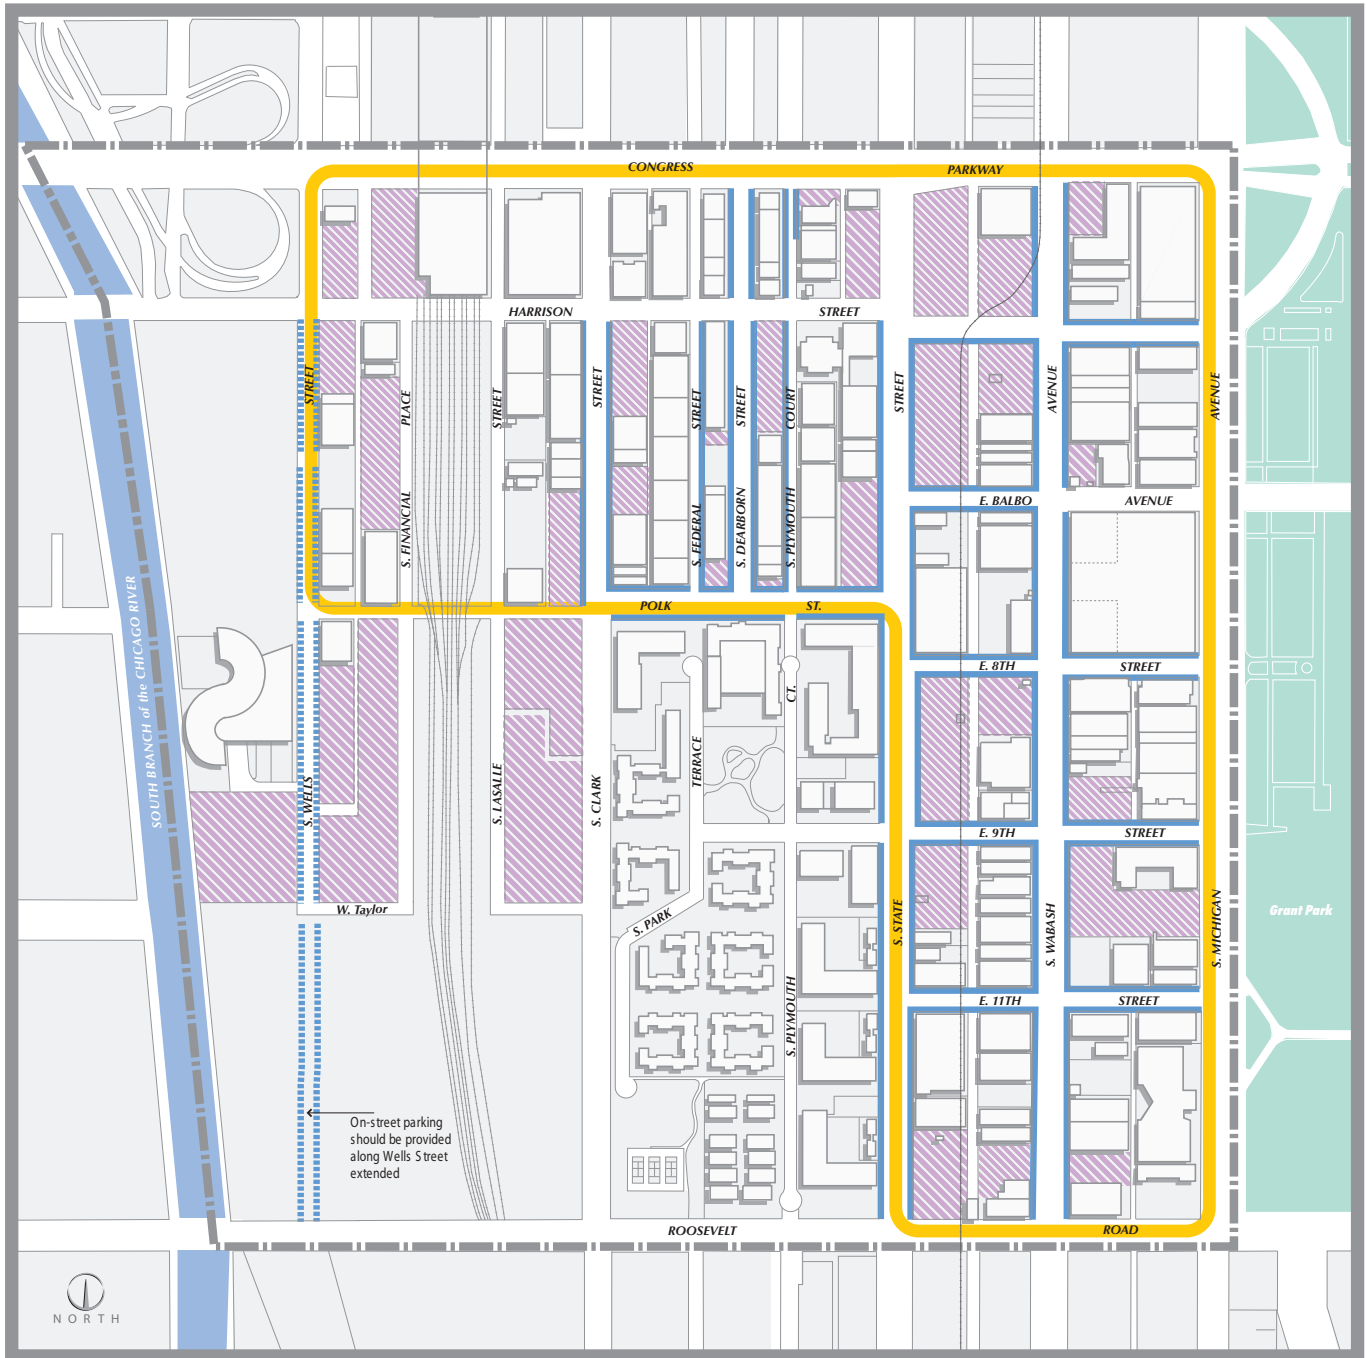 CONGRESS
PARKWAY
HARRISON
STREET
STREET
S. FINANCIAL
PLACE
STREET
STREET
S. FEDERAL
STREET
S. DEARBORN
STREET
S. PLYMOUTH
COURT
STREET
AVENUE
AVENUE
E. BALBO
AVENUE
POLK
ST.
E. 8TH
STREET
SOUTH BRANCH of the CHICAGO RIVER
S. WELLS
S. LASALLE
S. CLARK
TERRACE
CT.
E. 9TH
STREET
W. Taylor
S. PARK
S. STATE
S. WABASH
S. MICHIGAN
Grant Park
S. PLYMOUTH
E. 11TH
STREET
On-street parking
should be provided
along Wells Street
extended
ROOSEVELT
ROAD
NORTH